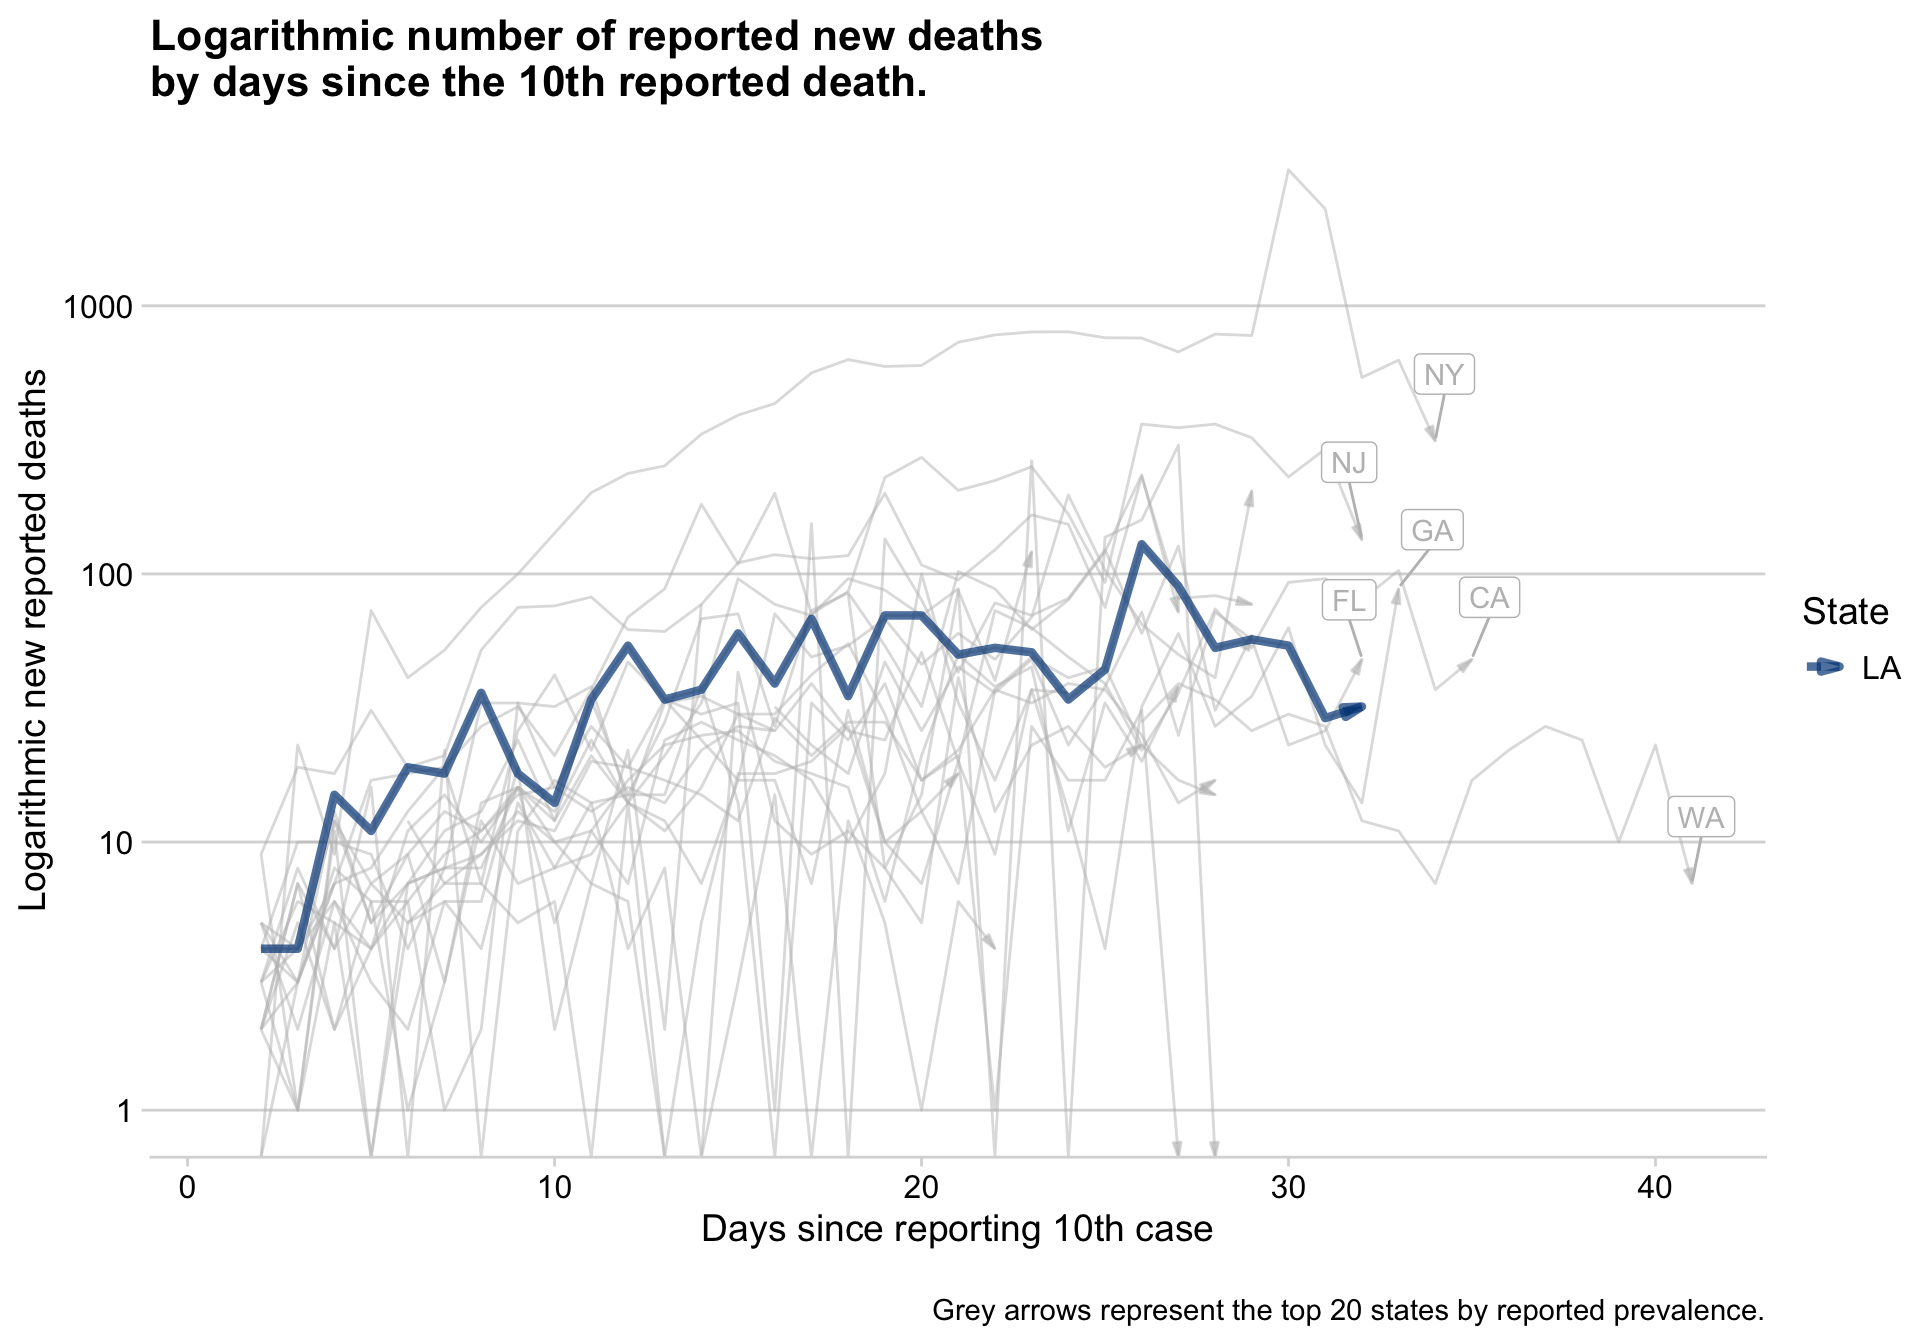 Logarithmic number of reported new deaths
by days since the 10th reported death.
Logarithmic new reported deaths
1000
100
10
1
NY
NJ
GA
FL
CA
WA
State
LA
0
10
20
30
40
Days since reporting 10th case
Grey arrows represent the top 20 states by reported prevalence.